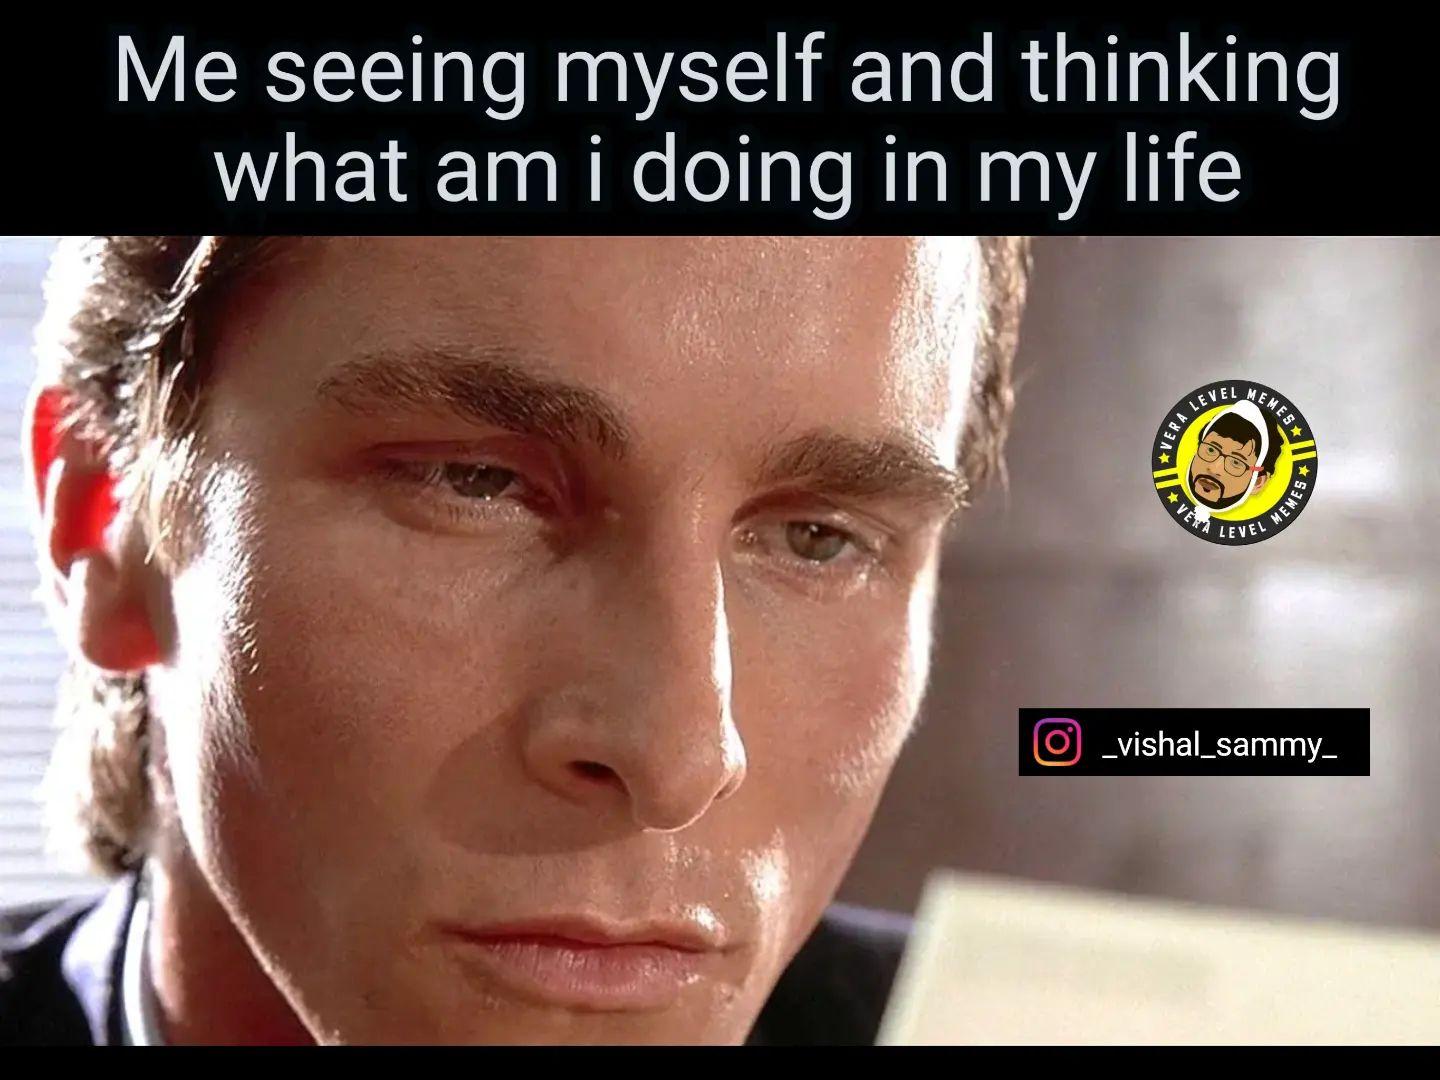 Me seeing myself and thinking
what am i doing in my life
VERA LEVEL MEMES
VERA LEVEL MEMES
_vishal_sammy_